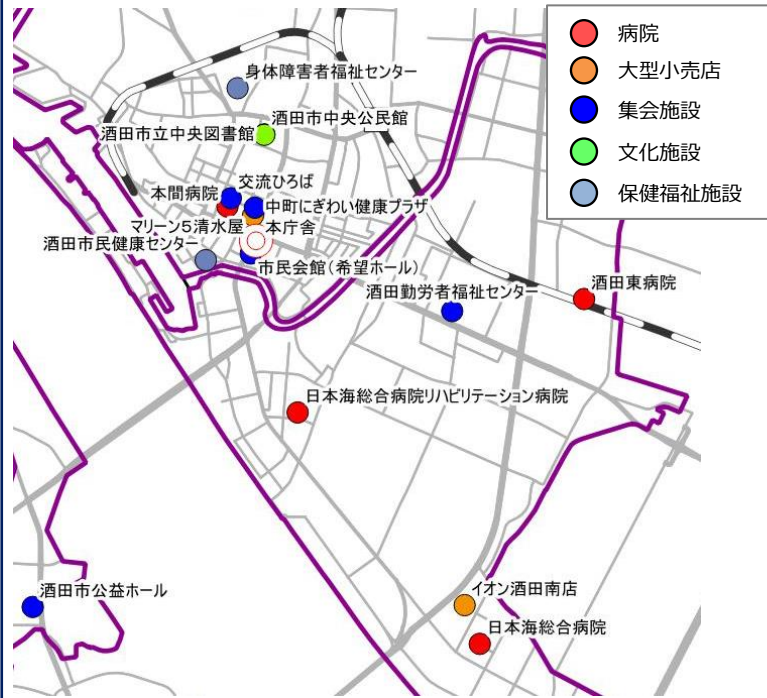 病院
大型小売店
集会施設
文化施設
保健福祉施設
身体障害者福祉センター
酒田市中央公民館
酒田市立中央図書館
交流ひろば
本間病院
中町にぎわい健康プラザ
マリーン5清水屋
本庁舎
酒田市民健康センター
市民会館(希望ホール)
酒田東病院
酒田勤労者福祉センター
日本海総合病院リハビリテーション病院
イオン酒田南店
酒田市公益ホール
日本海総合病院